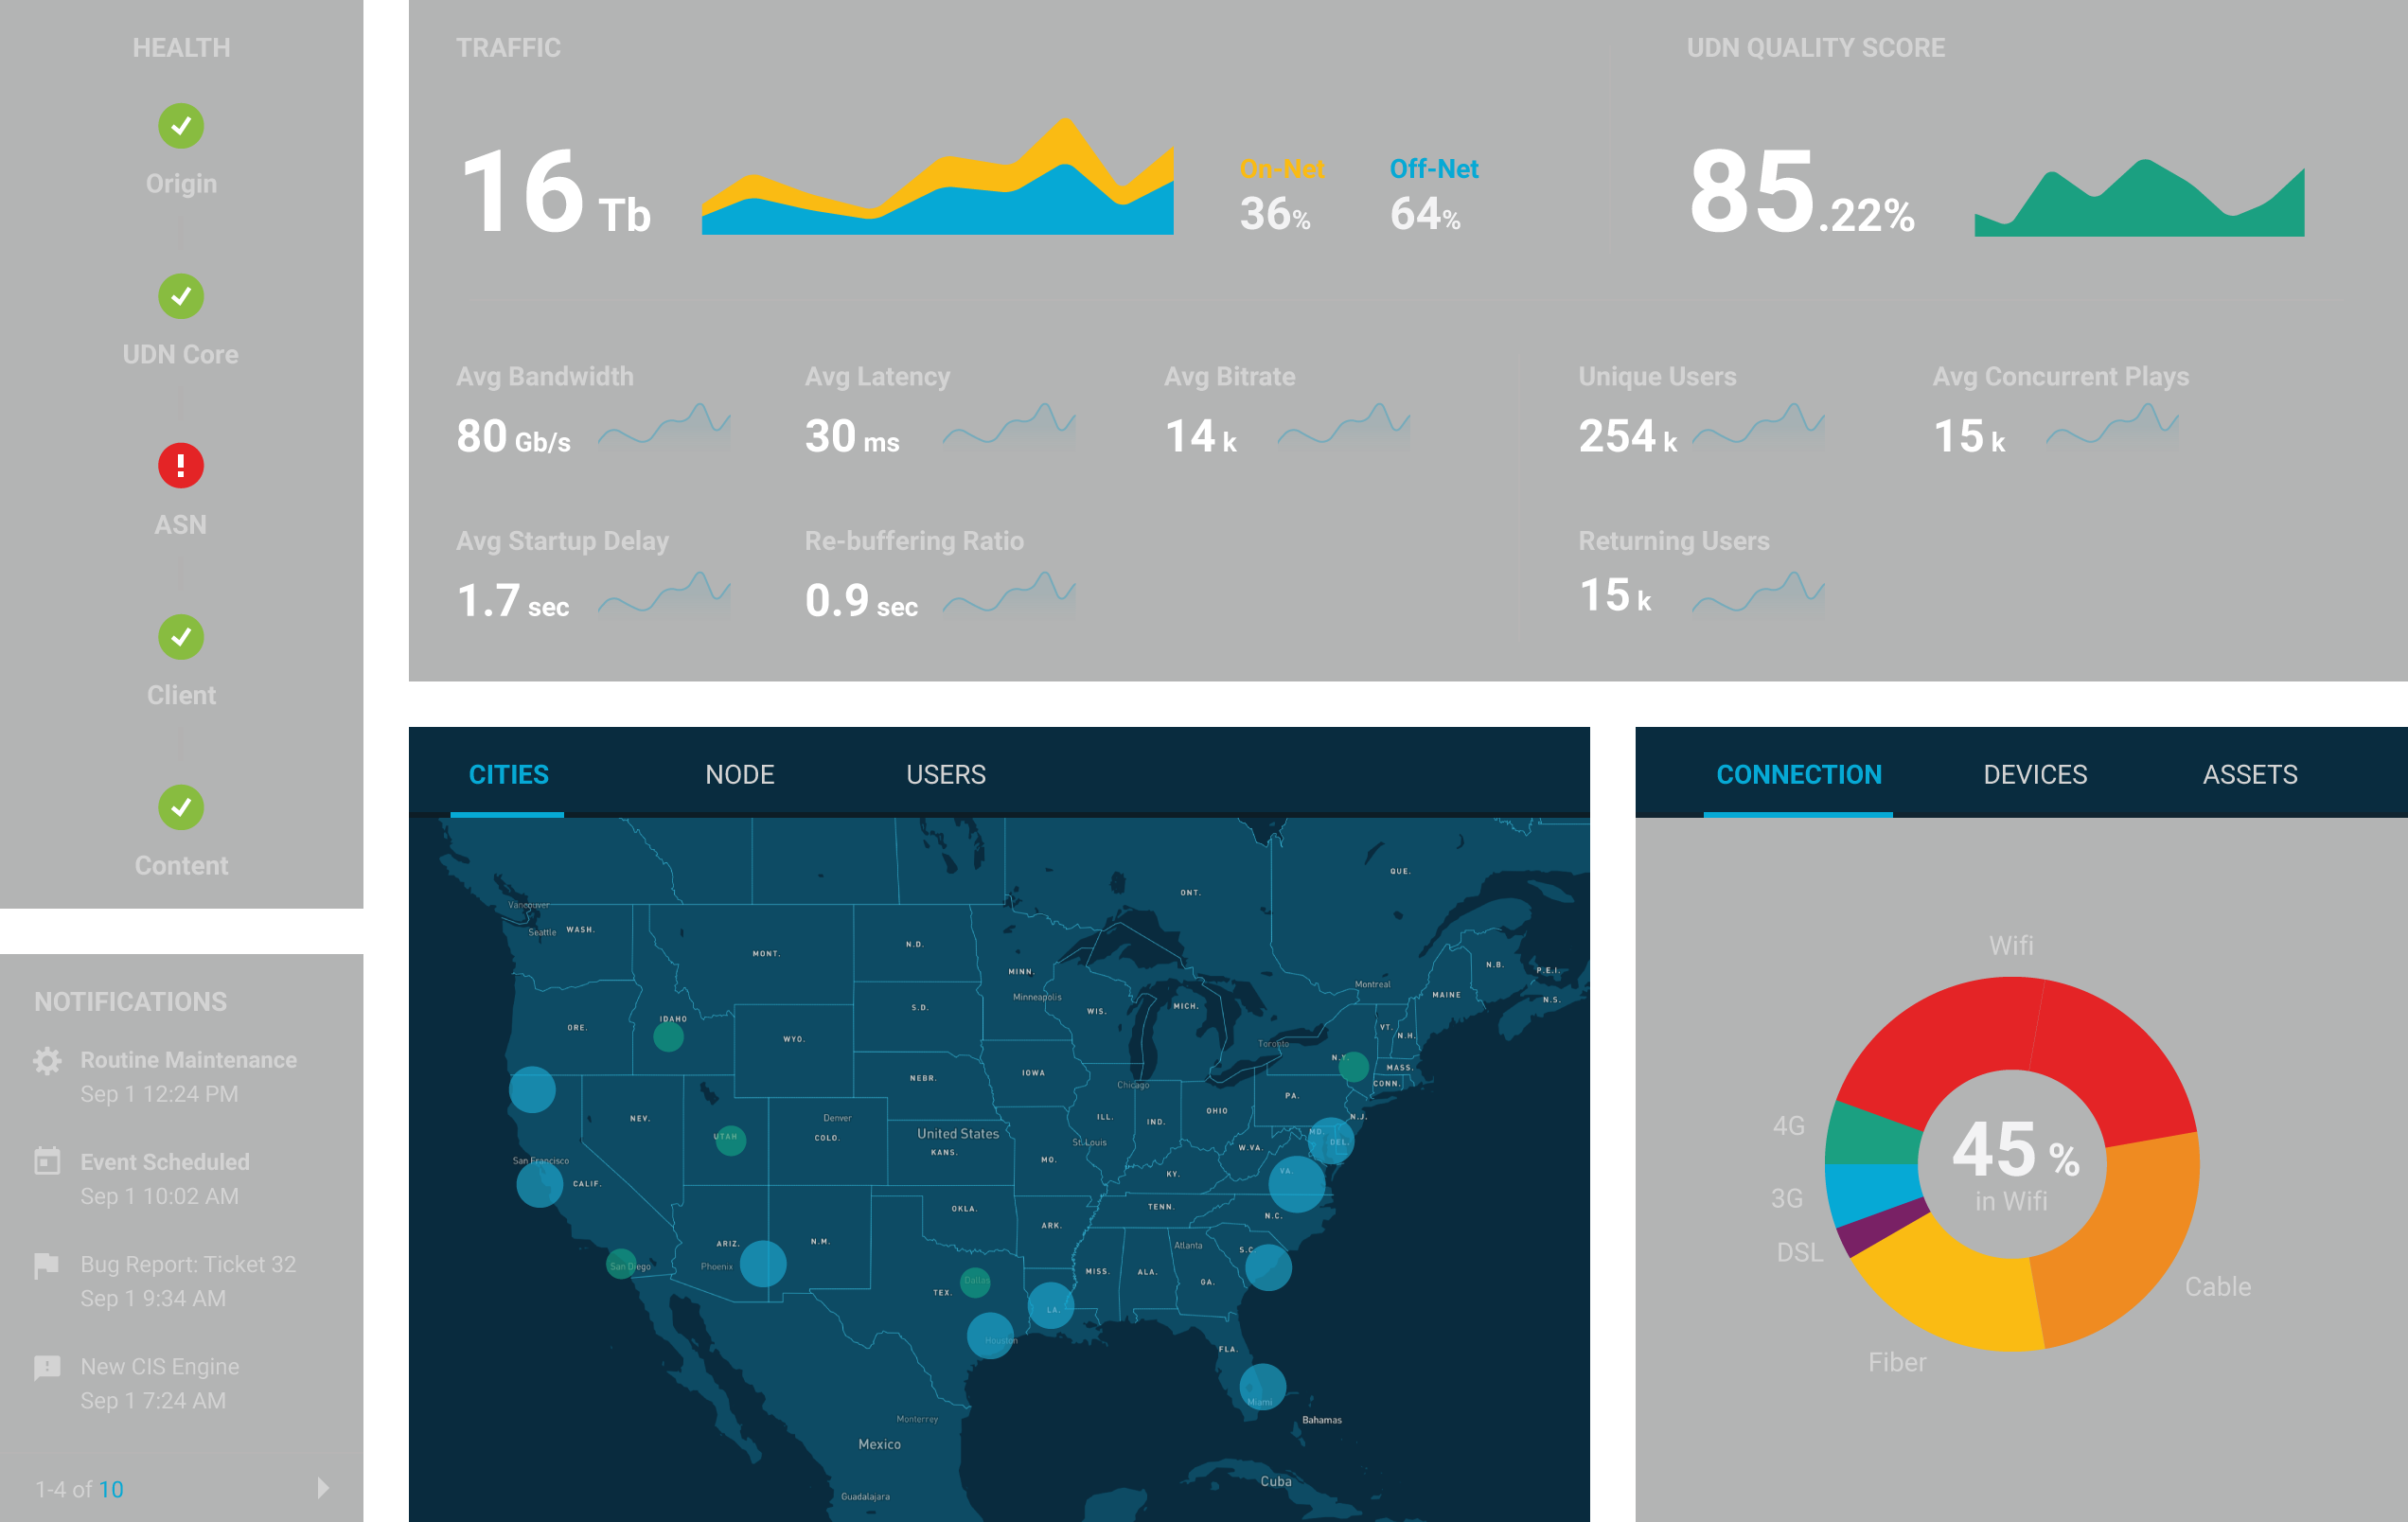 HEALTH
Origin
UDN Core
ASN
Client
Content
NOTIFICATIONS
Routine Maintenance
Sep 1 12:24 PM
Event Scheduled
Sep 1 10:02 AM
Bug Report: Ticket 32
Sep 1 9:34 AM
New CIS Engine
Sep 1 7:24 AM
1-4 of 10
TRAFFIC
16 Tb
On-Net
36%
Off-Net
64%
UDN QUALITY SCORE
85.22%
Avg Bandwidth
80 Gb/s
Avg Latency
30 ms
Avg Bitrate
14 k
Unique Users
254 k
Avg Concurrent Plays
15 k
Avg Startup Delay
1.7 sec
Re-buffering Ratio
0.9 sec
Returning Users
15 k
CITIES NODE USERS
QUE.
ONT.
Vancouver
Seattle
WASH.
MONT.
N.D.
MINN.
N.B.
P.E.I.
Montreal
MAINE
N.S.
Minneapolis
MICH.
S.D.
WIS.
IDAHO
ORE.
VT.
N.H.
WYO.
Toronto
N.Y.
MASS.
IOWA
NEBR.
Chicago
CONN.
PA.
NEV.
Denver
ILL.
IND.
OHIO
N.J.
UTAH
COLO.
United States
St. Louis
MD.
DEL.
KANS.
MO.
W.VA.
San Francisco
CALIF.
KY.
VA.
OKLA.
TENN.
ARK.
N.C.
ARIZ.
N.M.
Atlanta
S.C.
San Diego
Phoenix
MISS.
ALA.
GA.
TEX.
Dallas
LA.
Houston
FLA.
Miami
Monterrey
Bahamas
Mexico
Cuba
Guadalajara
CONNECTION DEVICES ASSETS
Wifi
4G
45 %
in Wifi
3G
DSL
Cable
Fiber